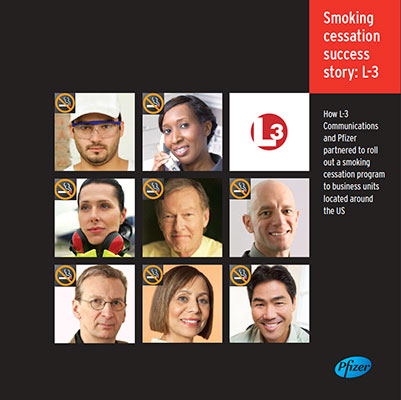 Smoking
cessation
success
story: L-3
L3
How L-3
Communications
and Pfizer
partnered to roll
out a smoking
cessation program
to business units
located around
the US
Pfizer